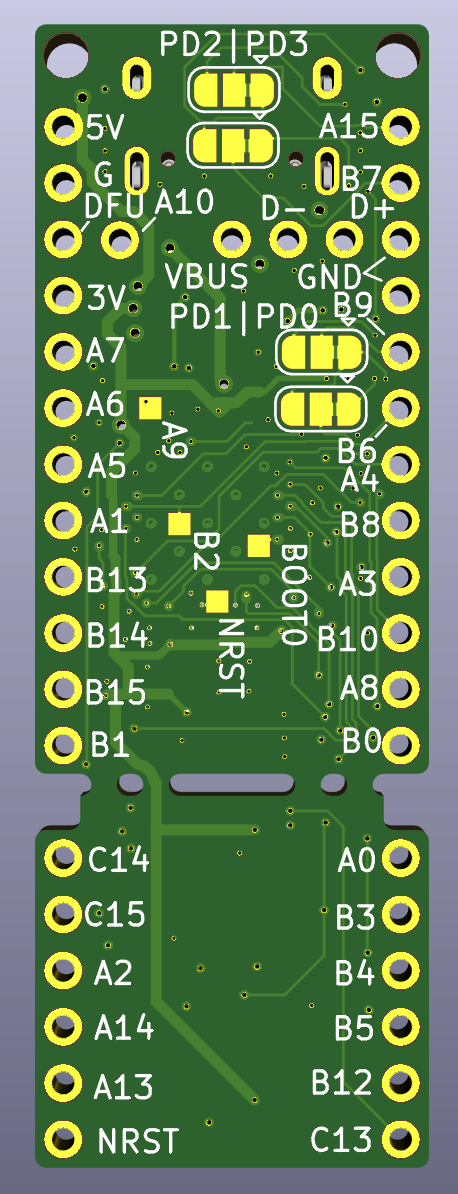 PD2|PD3
5V
A15
G
B7
DFU
A10
D-
D+
VBUS
GND
3V
B9
PD1|PD0
A7
A6
A9
B6
A5
A4
A1
B8
B2
BOOT0
B13
A3
NRST
B14
B10
B15
A8
B1
B0
C14
A0
C15
B3
A2
B4
A14
B5
A13
B12
NRST
C13